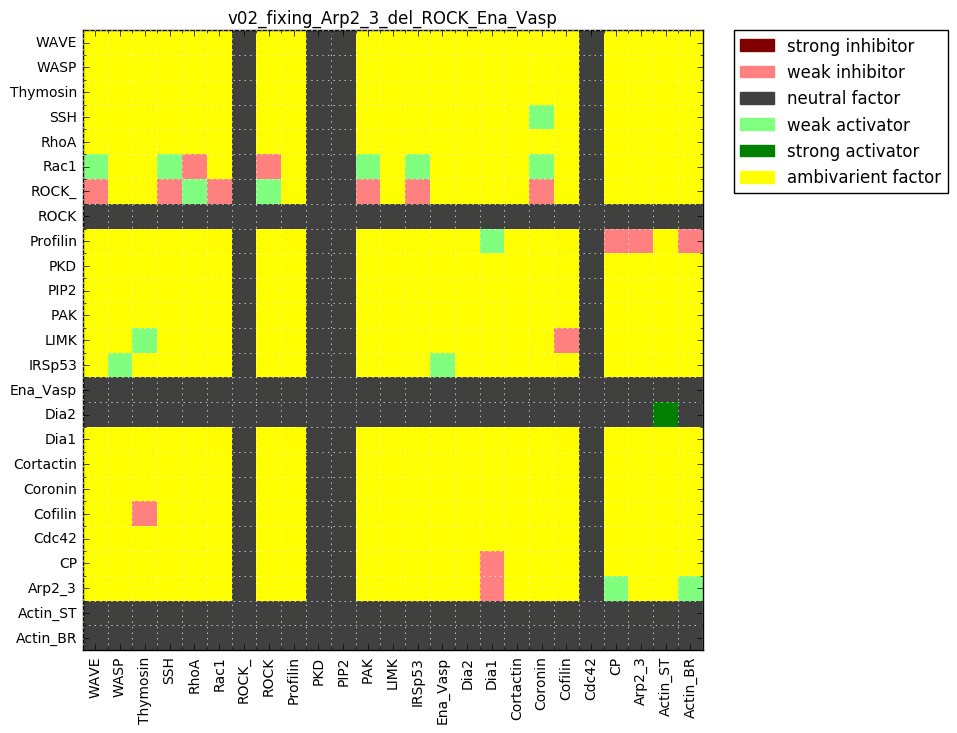 v02_fixing_Arp2_3_del_ROCK_Ena_Vasp
WAVE
WASP
Thymosin
SSH
RhoA
Rac1
ROCK_
ROCK
Profilin
PKD
PIP2
PAK
LIMK
IRSp53
Ena_Vasp
Dia2
Dia1
Cortactin
Coronin
Cofilin
Cdc42
CP
Arp2_3
Actin_ST
Actin_BR
WAVE
WASP
Thymosin
SSH
RhoA
Rac1
ROCK_
ROCK
Profilin
PKD
PIP2
PAK
LIMK
IRSp53
Ena_Vasp
Dia2
Dia1
Cortactin
Coronin
Cofilin
Cdc42
CP
Arp2_3
Actin_ST
Actin_BR
strong inhibitor
weak inhibitor
neutral factor
weak activator
strong activator
ambivarient factor